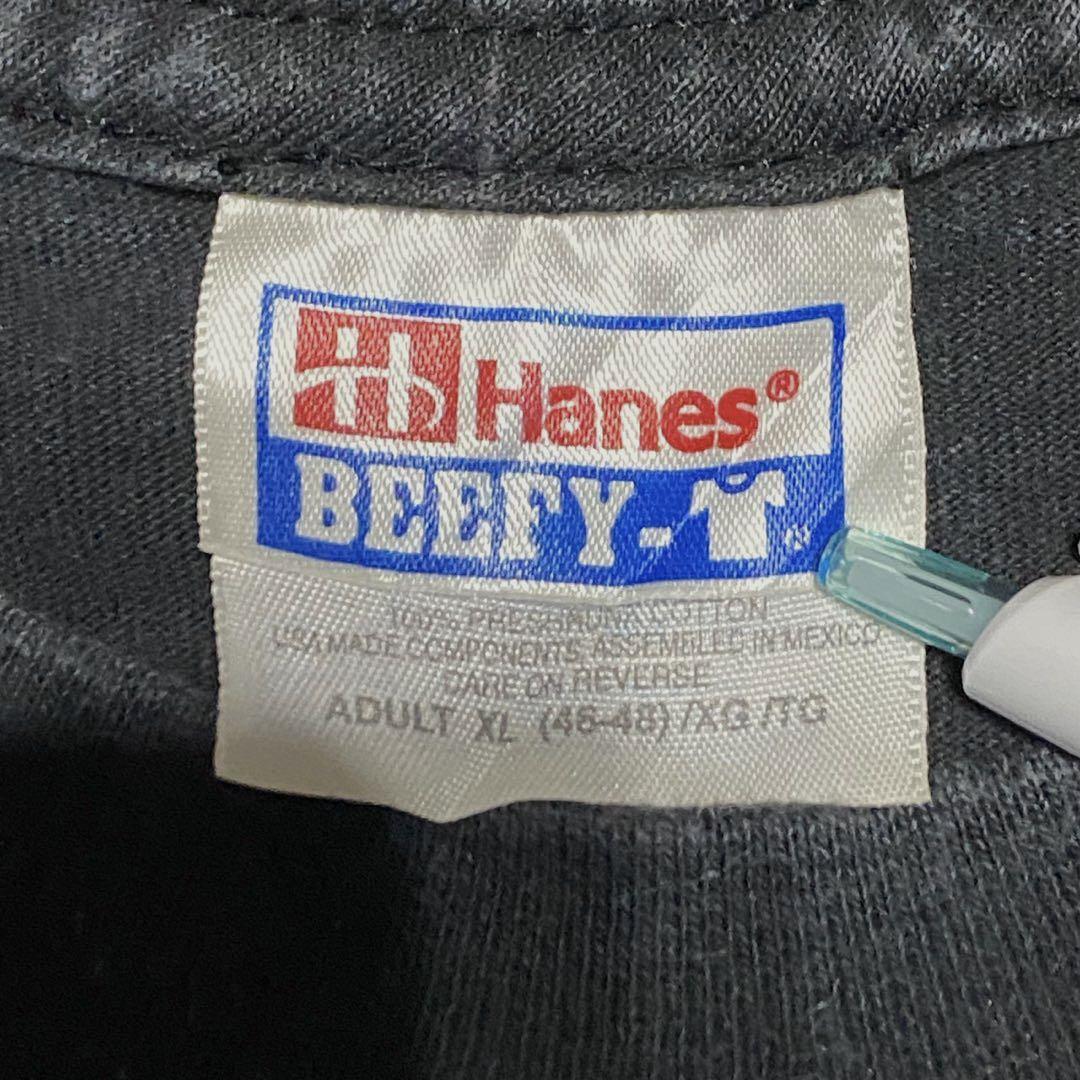 Hanes®
BEEFY-T®
100% PRESHRUNK COTTON
USA MADE COMPONENTS, ASSEMBLED IN MEXICO
CARE ON REVERSE
ADULT XL (46-48) /XG /TG